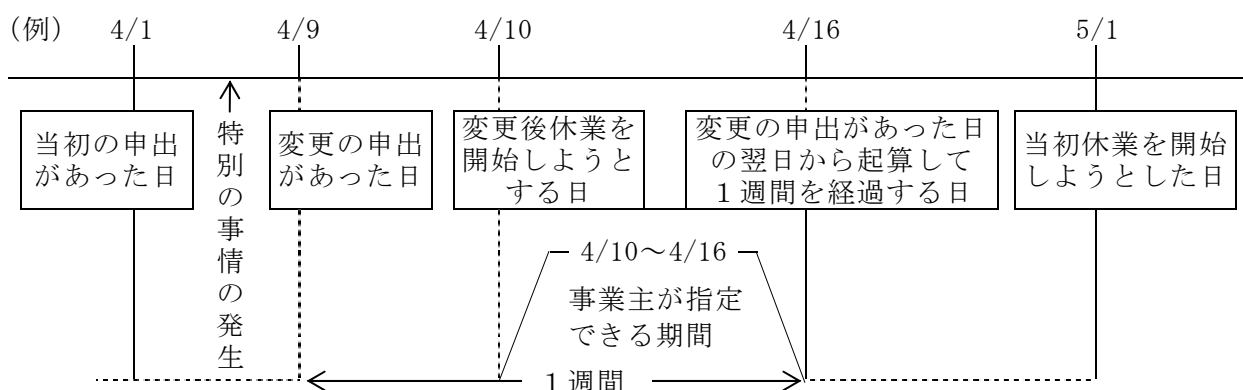 (例) 4/1 4/9 4/10 4/16 5/1
当初の申出
があった日
特別の事情の発生
変更の申出
があった日
変更後休業を
開始しようと
する日
変更の申出があった日
の翌日から起算して
１週間を経過する日
当初休業を開始
しようとした日
4/10～4/16
事業主が指定
できる期間
１週間